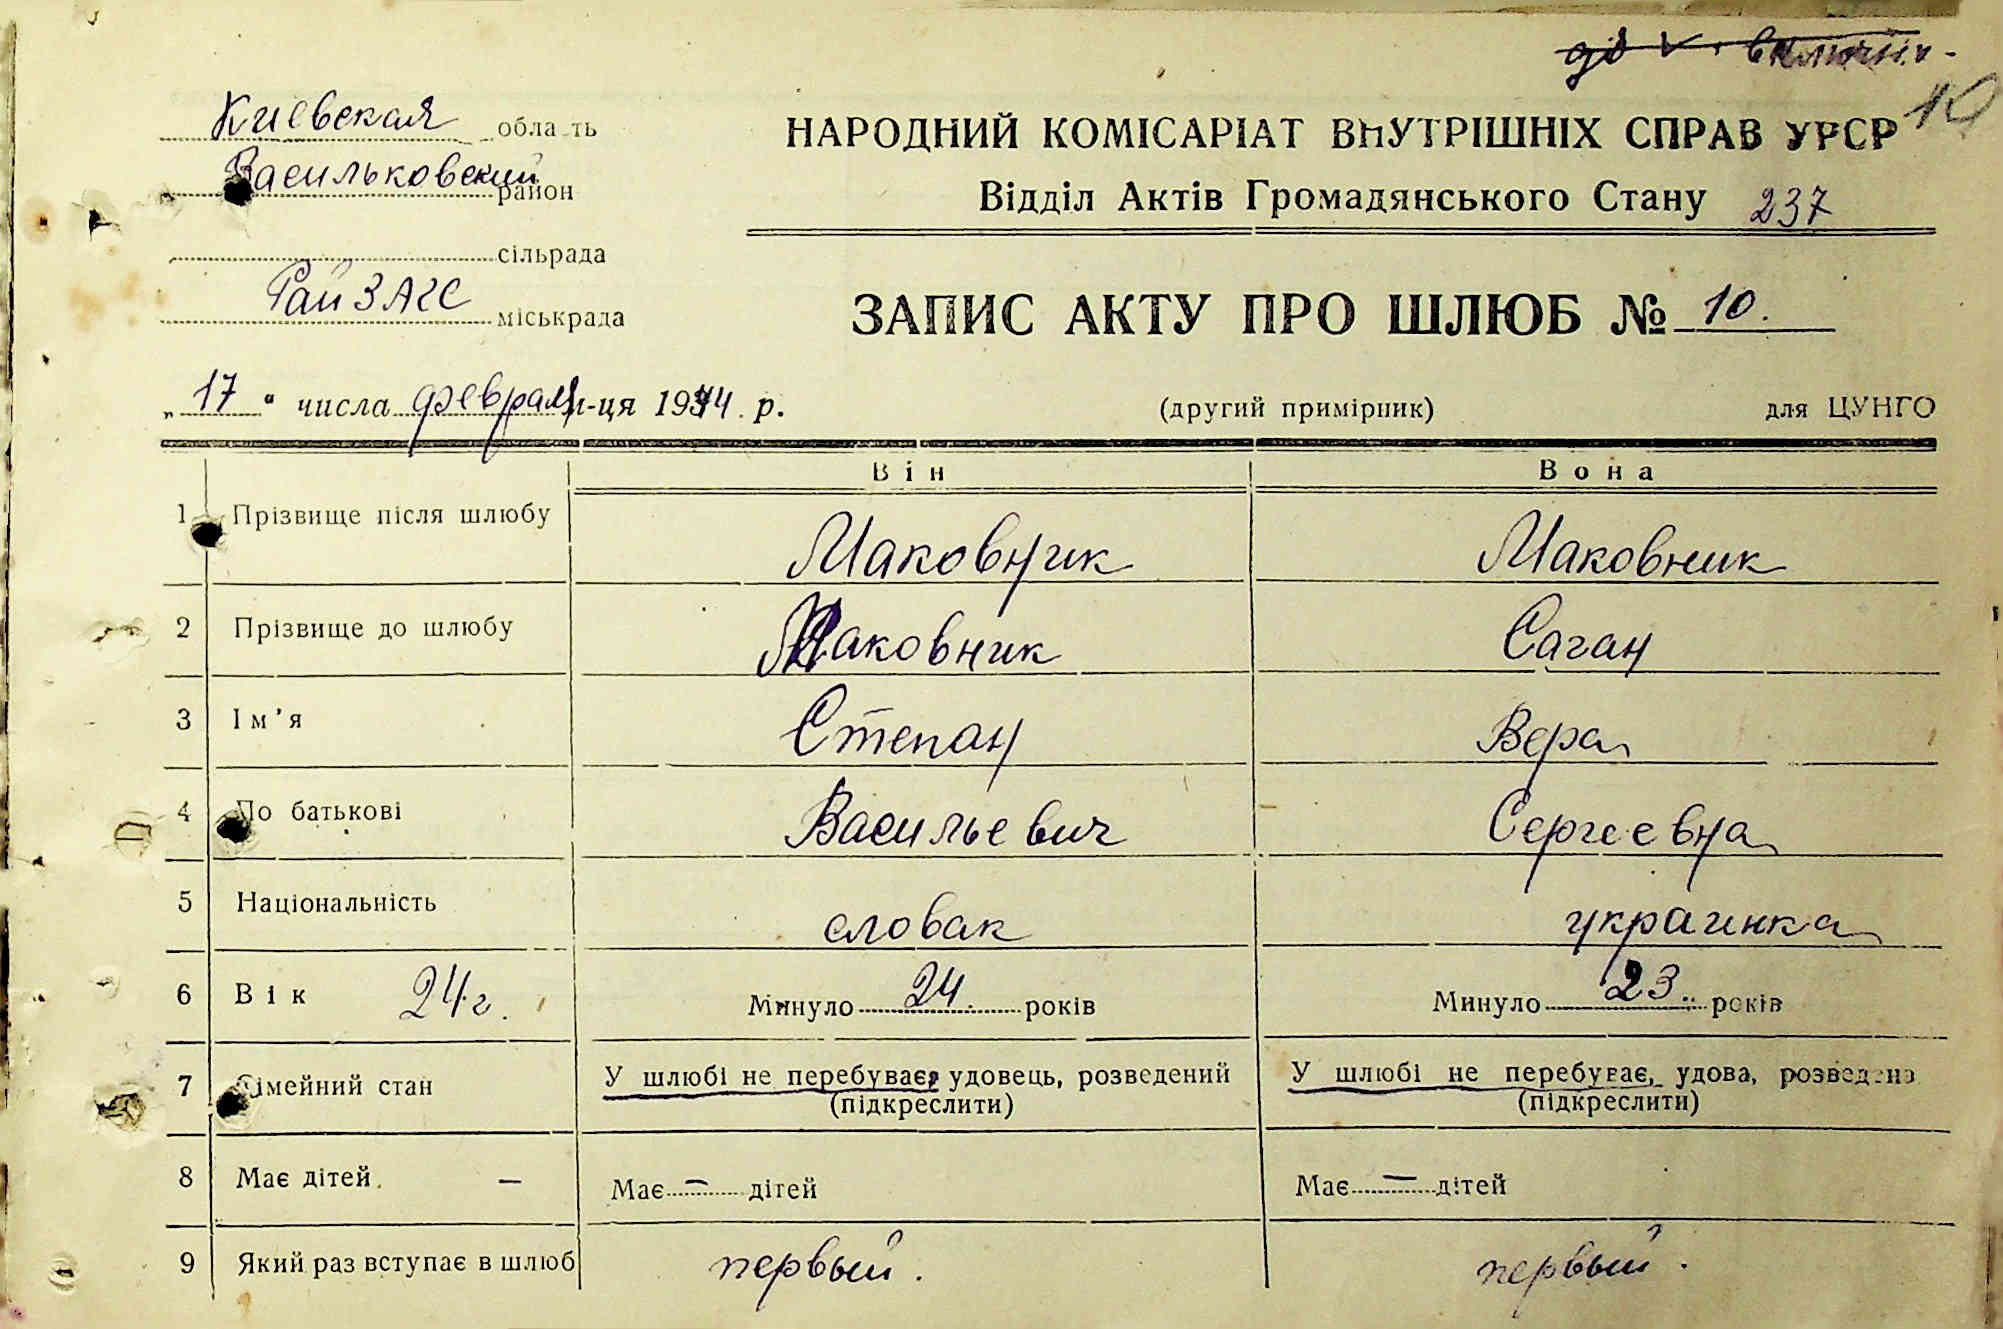 Киевская область
Васильковский район
сільрада
РайЗАГС міськрада
НАРОДНИЙ КОМІСАРІАТ ВНУТРІШНІХ СПРАВ УРСР 10
Відділ Актів Громадянського Стану 237
ЗАПИС АКТУ ПРО ШЛЮБ № 10.
„17“ числа февраля м-ця 1944 р. (другий примірник) для ЦУНГО
Він Вона
1 Прізвище після шлюбу Маковник Маковник
2 Прізвище до шлюбу Маковник Саган
3 Ім'я Степан Вера
4 По батькові Васильевич Сергеевна
5 Національність словак украинка
6 Вік 24 г. Минуло 24. років Минуло 23.. років
7 Сімейний стан У шлюбі не перебуває, удовець, розведений У шлюбі не перебуває, удова, розведена
(підкреслити) (підкреслити)
8 Має дітей. — Має — дітей Має — дітей
9 Який раз вступає в шлюб первый. первый.